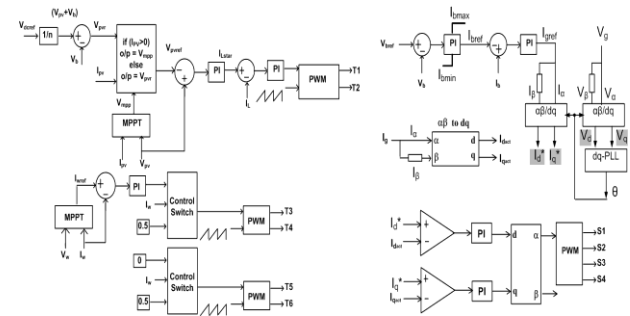 (Vpv+Vb)
Vdcref
1/n
Vpvr
Vb
Ipv
if (IPV>0)
o/p = Vmpp
else
o/p = Vpvr
Vmpp
MPPT
Ipv
Vpv
Vpvref
PI
ILstar
IL
PI
PWM
T1
T2
Iwref
MPPT
Vw
Iw
PI
Iw
0.5
Control
Switch
PWM
T3
T4
0
Iw
0.5
Control
Switch
PWM
T5
T6
Ibmax
Vbref
Vb
PI
Ibmin
Ibref
Ib
PI
Igref
Vg
Iβ
Iα
Vβ
Vα
αβ/dq
αβ/dq
Id*
Iq*
Vd
Vq
dq-PLL
θ
αβ to dq
Ig
Iα
Iβ
α
β
d
q
Idact
Iqact
Id*
Idact
+
−
PI
Iq*
Iqact
+
−
PI
d
q
α
β
PWM
S1
S2
S3
S4